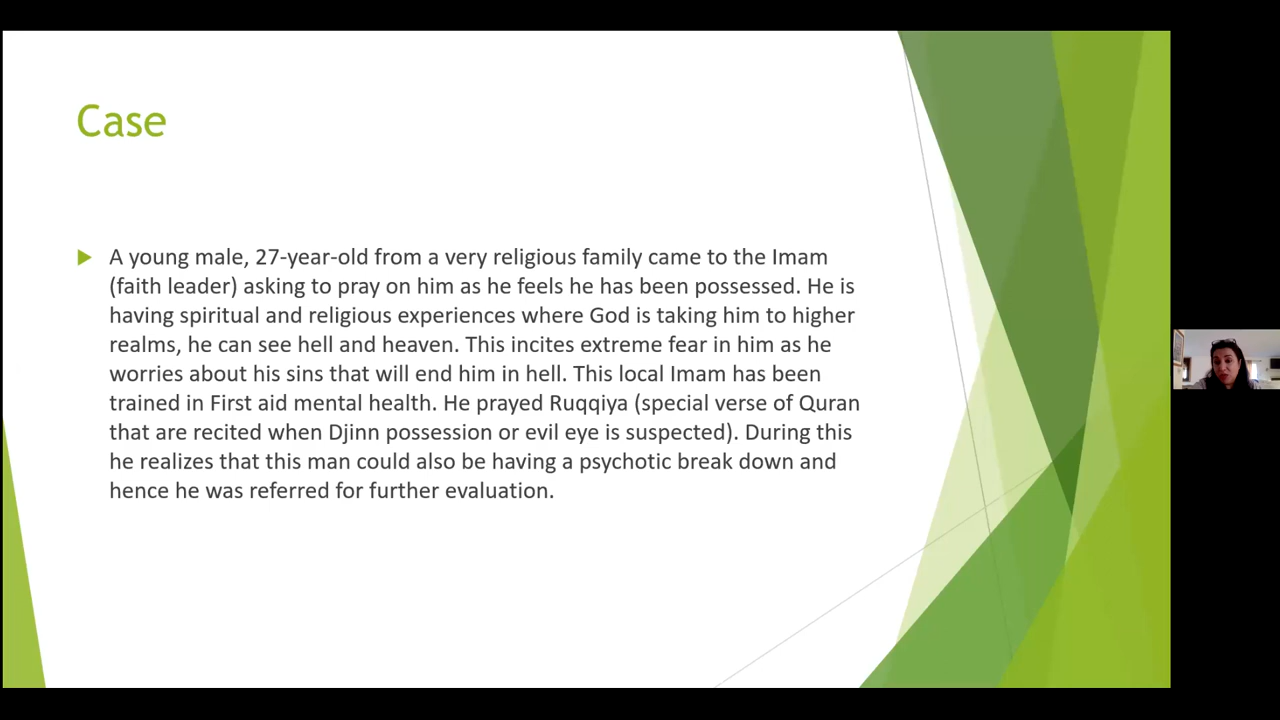 Case
A young male, 27-year-old from a very religious family came to the Imam
(faith leader) asking to pray on him as he feels he has been possessed. He is
having spiritual and religious experiences where God is taking him to higher
realms, he can see hell and heaven. This incites extreme fear in him as he
worries about his sins that will end him in hell. This local Imam has been
trained in First aid mental health. He prayed Ruqqiya (special verse of Quran
that are recited when Djinn possession or evil eye is suspected). During this
he realizes that this man could also be having a psychotic break down and
hence he was referred for further evaluation.